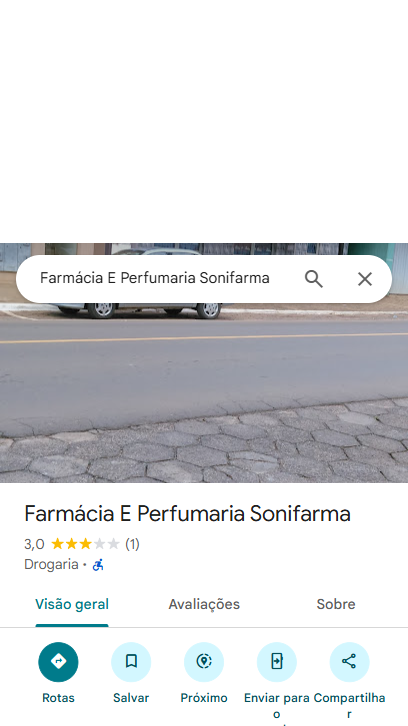 Farmácia E Perfumaria Sonifarma
Farmácia E Perfumaria Sonifarma
3,0 (1)
Drogaria ·
Visão geral Avaliações Sobre
Rotas Salvar Próximo Enviar para o Compartilhar